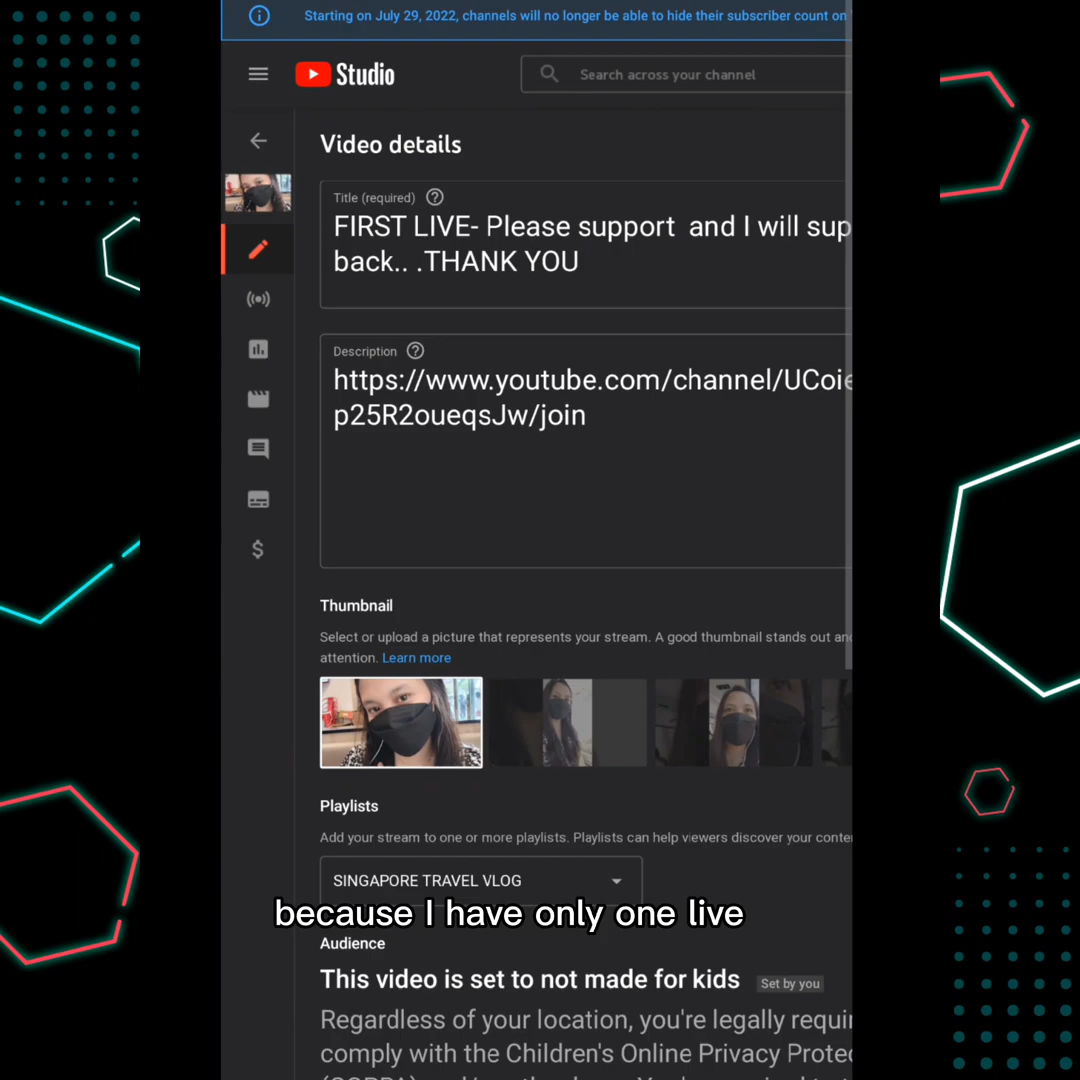 Starting on July 29, 2022, channels will no longer be able to hide their subscriber count on
Studio
Search across your channel
Video details
Title (required)
FIRST LIVE- Please support and I will sup
back.. .THANK YOU
Description
https://www.youtube.com/channel/UCoie
p25R2oueqsJw/join
Thumbnail
Select or upload a picture that represents your stream. A good thumbnail stands out and
attention. Learn more
Playlists
Add your stream to one or more playlists. Playlists can help viewers discover your conte
SINGAPORE TRAVEL VLOG
because I have only one live
Audience
This video is set to not made for kids Set by you
Regardless of your location, you're legally requir
comply with the Children's Online Privacy Protec